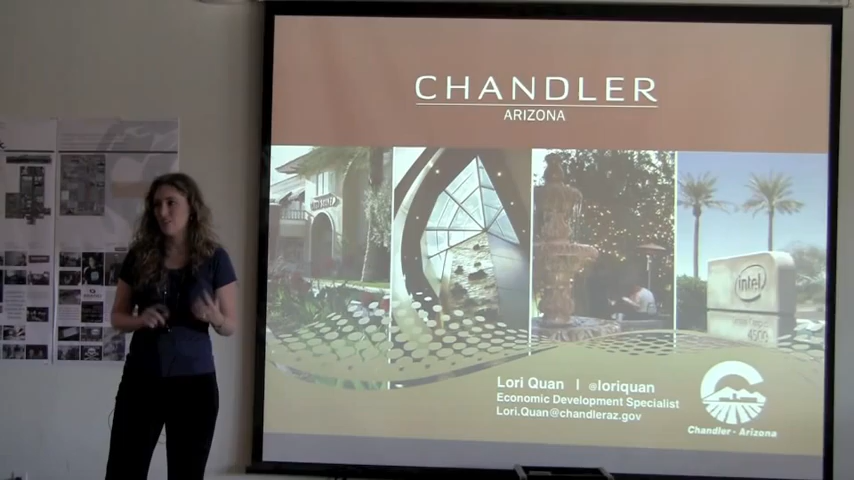 CHANDLER
ARIZONA
intel
Lori Quan | @loriquan
Economic Development Specialist
Lori.Quan@chandleraz.gov
Chandler - Arizona